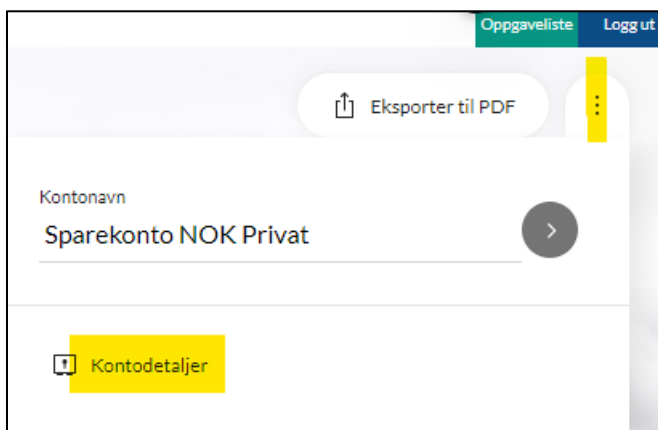 Oppgaveliste Logg ut
Eksporter til PDF
Kontonavn
Sparekonto NOK Privat
Kontodetaljer